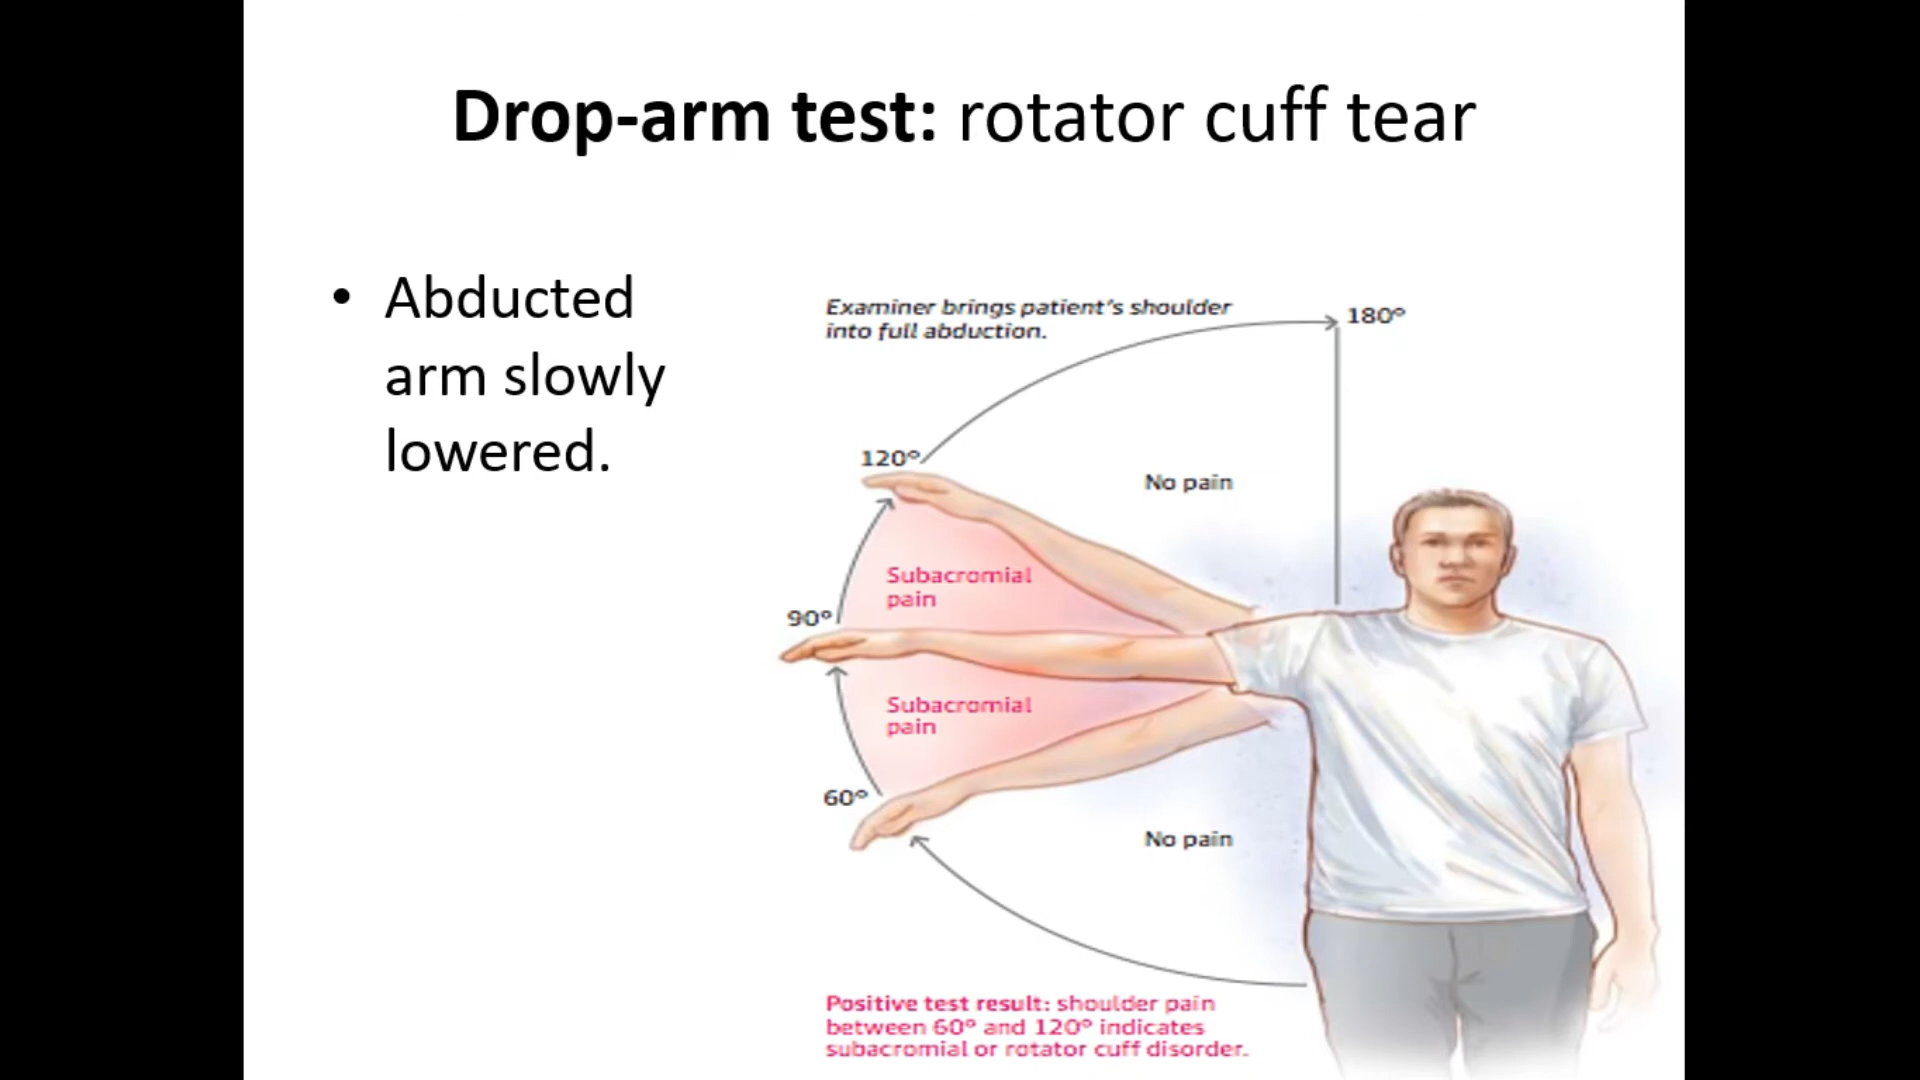 Drop-arm test: rotator cuff tear
• Abducted
arm slowly
lowered.
Examiner brings patient's shoulder
into full abduction.
180°
120°
No pain
Subacromial
pain
90°
Subacromial
pain
60°
No pain
Positive test result: shoulder pain
between 60° and 120° indicates
subacromial or rotator cuff disorder.